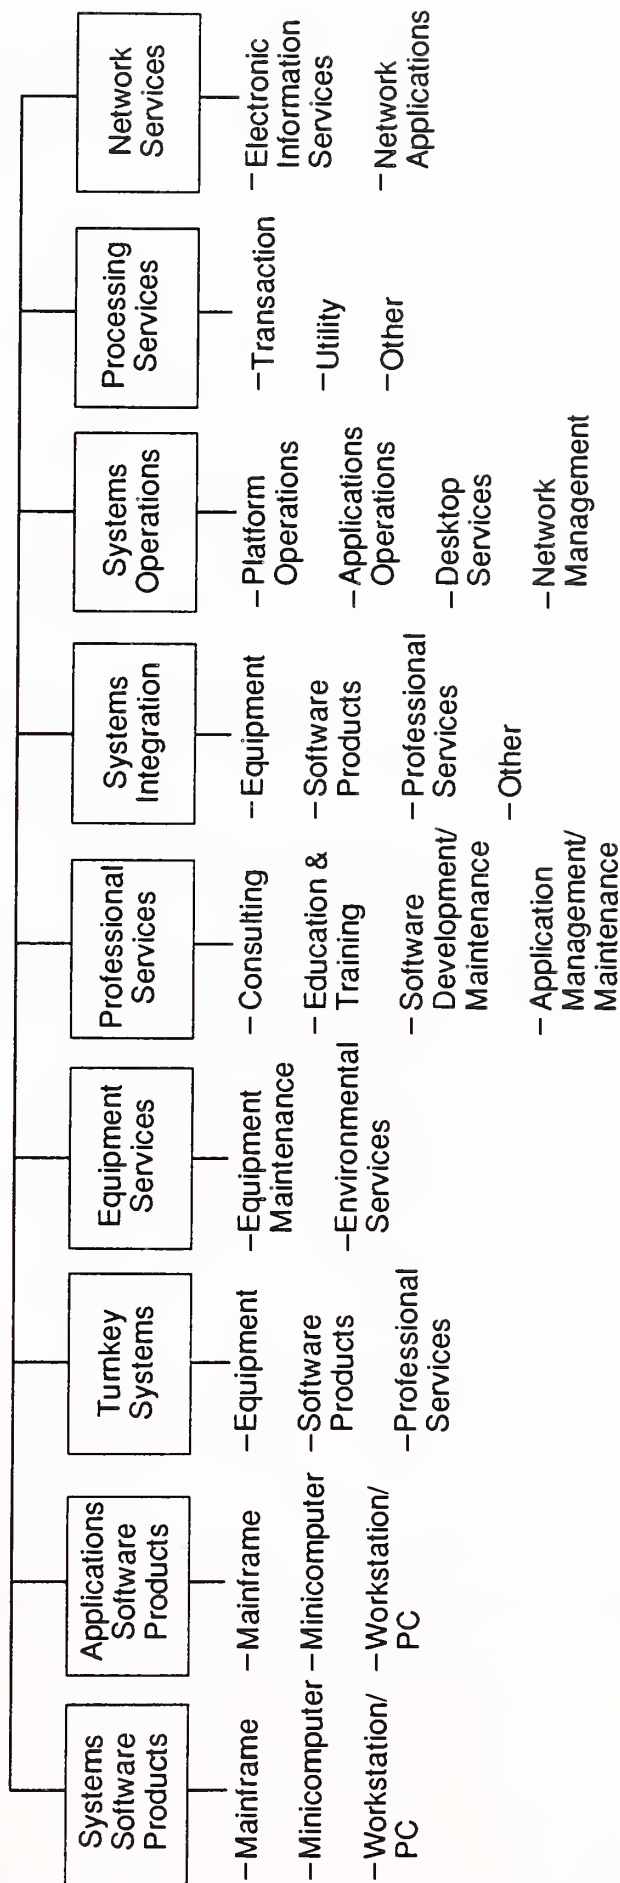 Systems
Software
Products
–Mainframe
–Minicomputer
–Workstation/
PC
Applications
Software
Products
–Mainframe
–Minicomputer
–Workstation/
PC
Turnkey
Systems
–Equipment
–Software
Products
–Professional
Services
Equipment
Services
–Equipment
Maintenance
–Environmental
Services
Professional
Services
–Consulting
–Education &
Training
–Software
Development/
Maintenance
–Application
Management/
Maintenance
Systems
Integration
–Equipment
–Software
Products
–Professional
Services
–Other
Systems
Operations
–Platform
Operations
–Applications
Operations
–Desktop
Services
–Network
Management
Processing
Services
–Transaction
–Utility
–Other
Network
Services
–Electronic
Information
Services
–Network
Applications